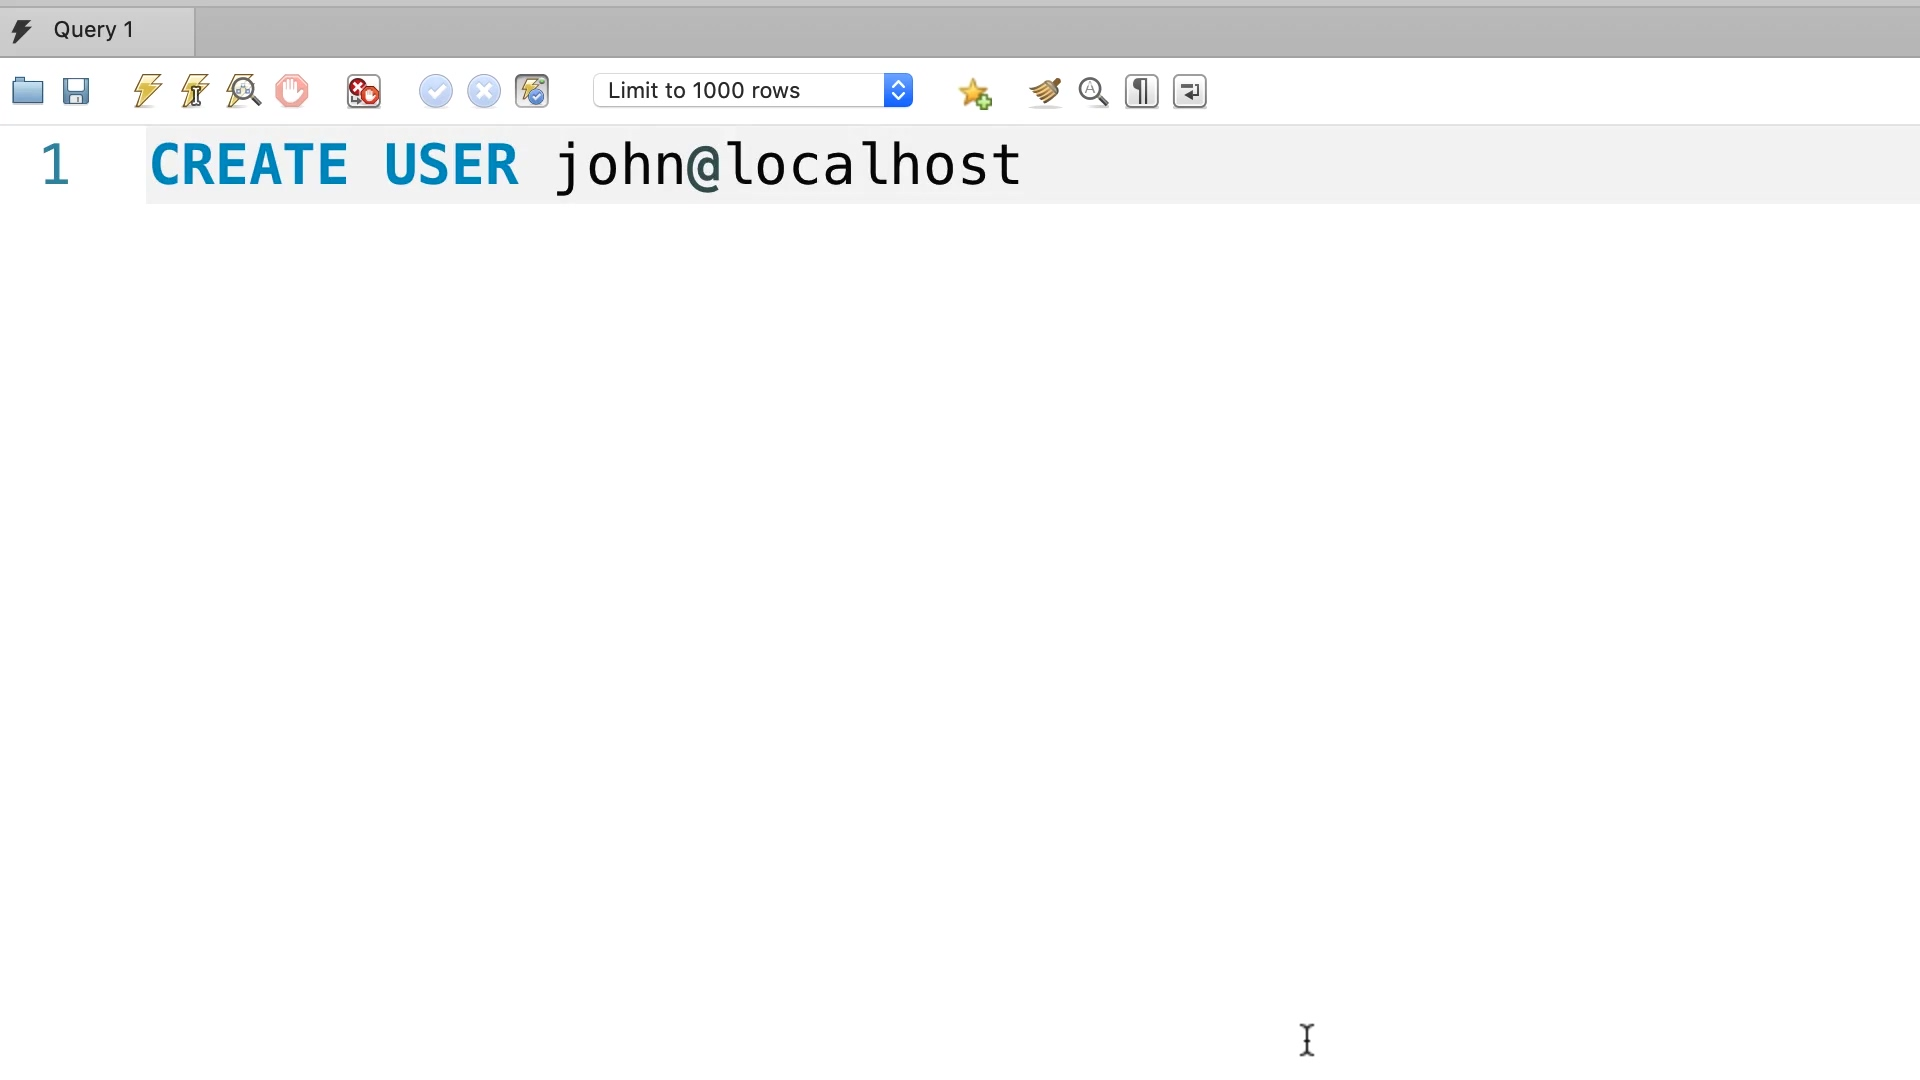 Query 1
Limit to 1000 rows
1 CREATE USER john@localhost